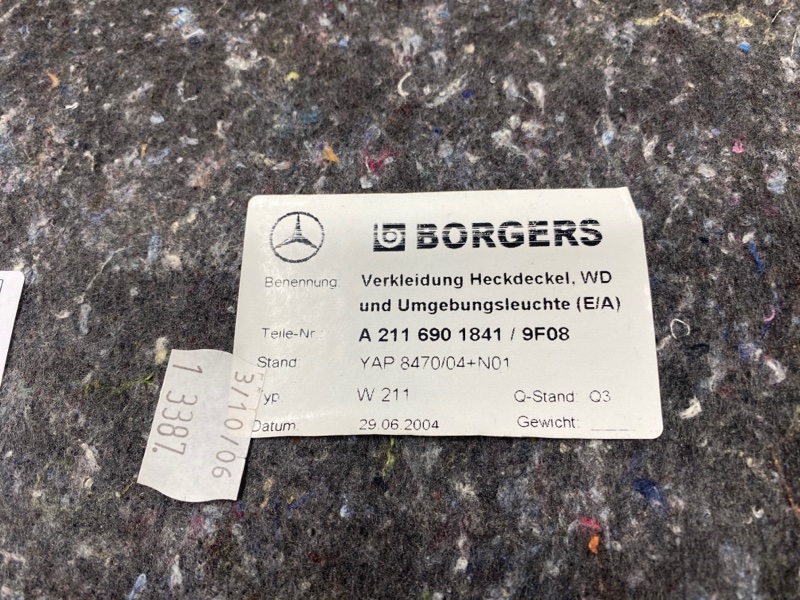 BORGERS
Benennung: Verkleidung Heckdeckel, WD
und Umgebungsleuchte (E/A)
Teile-Nr.: A 211 690 1841 / 9F08
Stand: YAP 8470/04+N01
Typ W 211 Q-Stand: Q3
Datum: 29.06.2004 Gewicht:
3/10/06
1 3387.